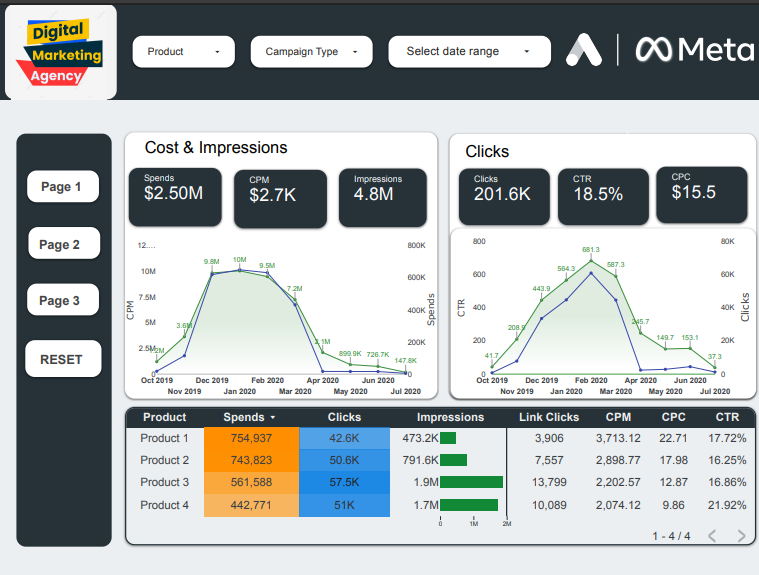 Digital
Marketing
Agency
Product
Campaign Type
Select date range
Meta
Page 1
Page 2
Page 3
RESET
Cost & Impressions
Spends
$2.50M
CPM
$2.7K
Impressions
4.8M
12....
10M
7.5M
5M
2.5M
0
CPM
800K
600K
400K
200K
0
Spends
3.6M
9.8M
10M
9.5M
7.2M
2.1M
899.9K
726.7K
147.8K
Oct 2019
Nov 2019
Dec 2019
Jan 2020
Feb 2020
Mar 2020
Apr 2020
May 2020
Jun 2020
Jul 2020
Clicks
Clicks
201.6K
CTR
18.5%
CPC
$15.5
800
600
400
200
0
CTR
80K
60K
40K
20K
0
Clicks
41.7
208.9
443.9
564.3
681.3
587.3
245.7
149.7
153.1
37.3
Oct 2019
Nov 2019
Dec 2019
Jan 2020
Feb 2020
Mar 2020
Apr 2020
May 2020
Jun 2020
Jul 2020
Product Spends Clicks Impressions Link Clicks CPM CPC CTR
Product 1 754,937 42.6K 473.2K 3,906 3,713.12 22.71 17.72%
Product 2 743,823 50.6K 791.6K 7,557 2,898.77 17.98 16.25%
Product 3 561,588 57.5K 1.9M 13,799 2,202.57 12.87 16.86%
Product 4 442,771 51K 1.7M 10,089 2,074.12 9.86 21.92%
0 1M 2M
1 - 4 / 4